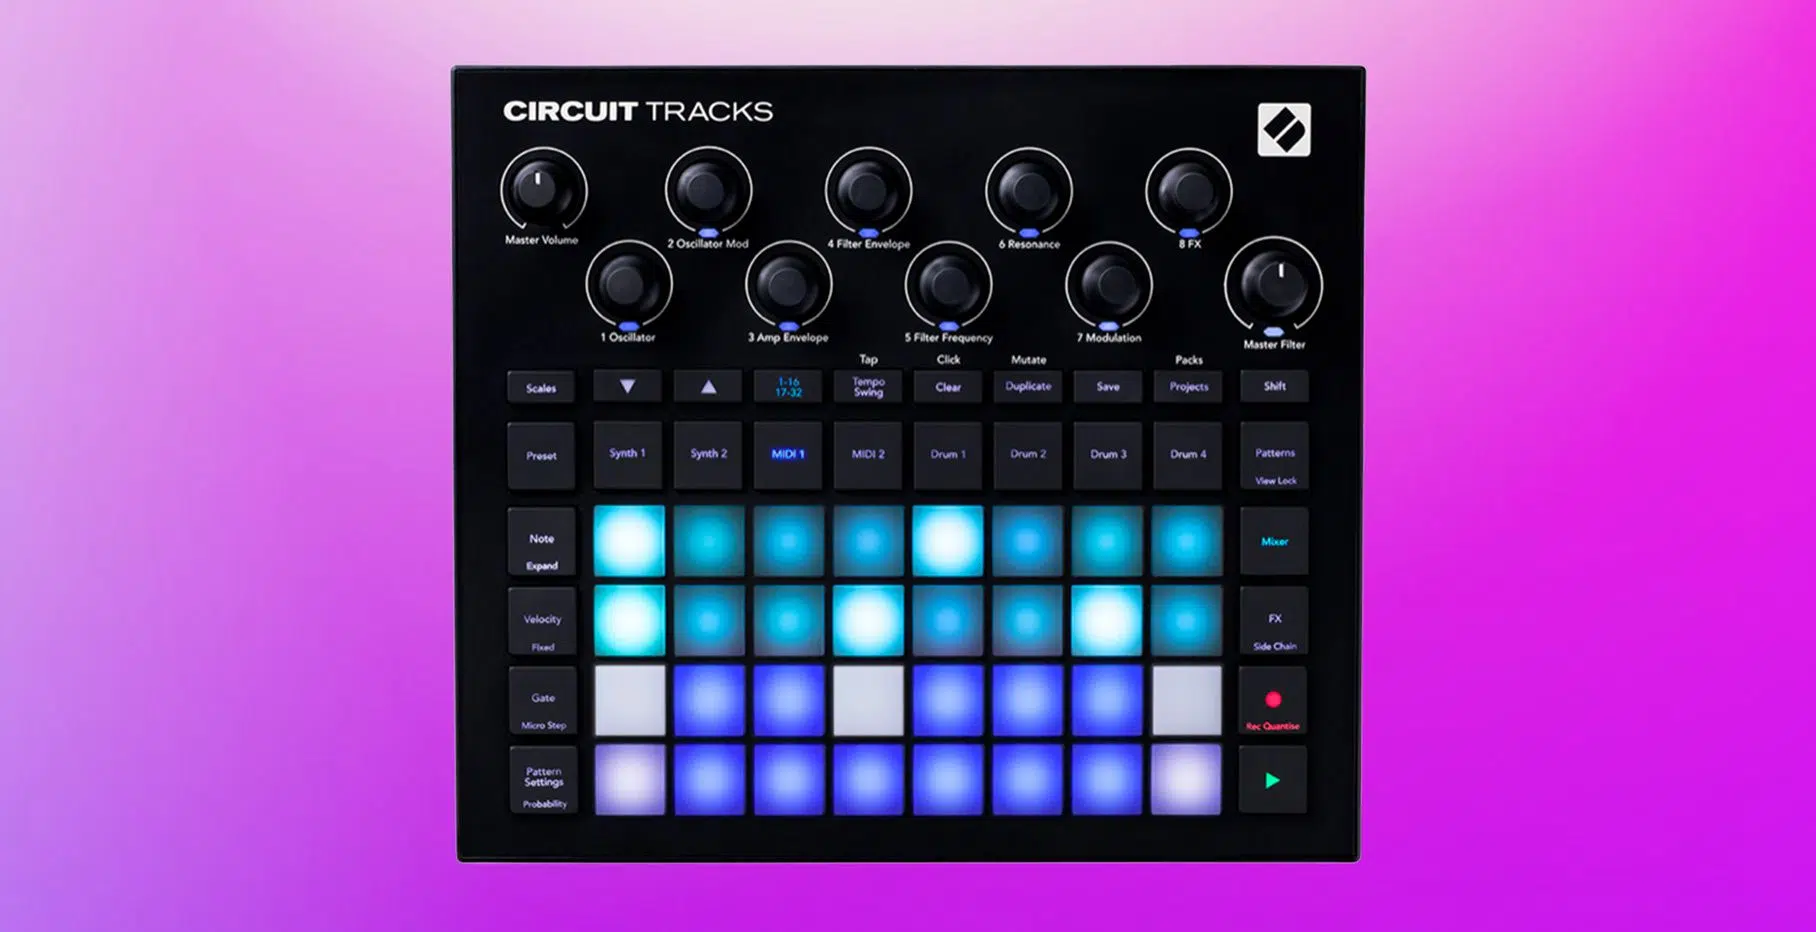 CIRCUIT TRACKS
Master Volume
2 Oscillator Mod
4 Filter Envelope
6 Resonance
8 FX
1 Oscillator
3 Amp Envelope
5 Filter Frequency
7 Modulation
Master Filter
Tap
Click
Mutate
Packs
Scales
▼
▲
1-16
17-32
Tempo
Swing
Clear
Duplicate
Save
Projects
Shift
Preset
Synth 1
Synth 2
MIDI 1
MIDI 2
Drum 1
Drum 2
Drum 3
Drum 4
Patterns
View Lock
Note
Expand
Mixer
Velocity
Fixed
FX
Side Chain
Gate
Micro Step
Rec Quantise
Pattern
Settings
Probability